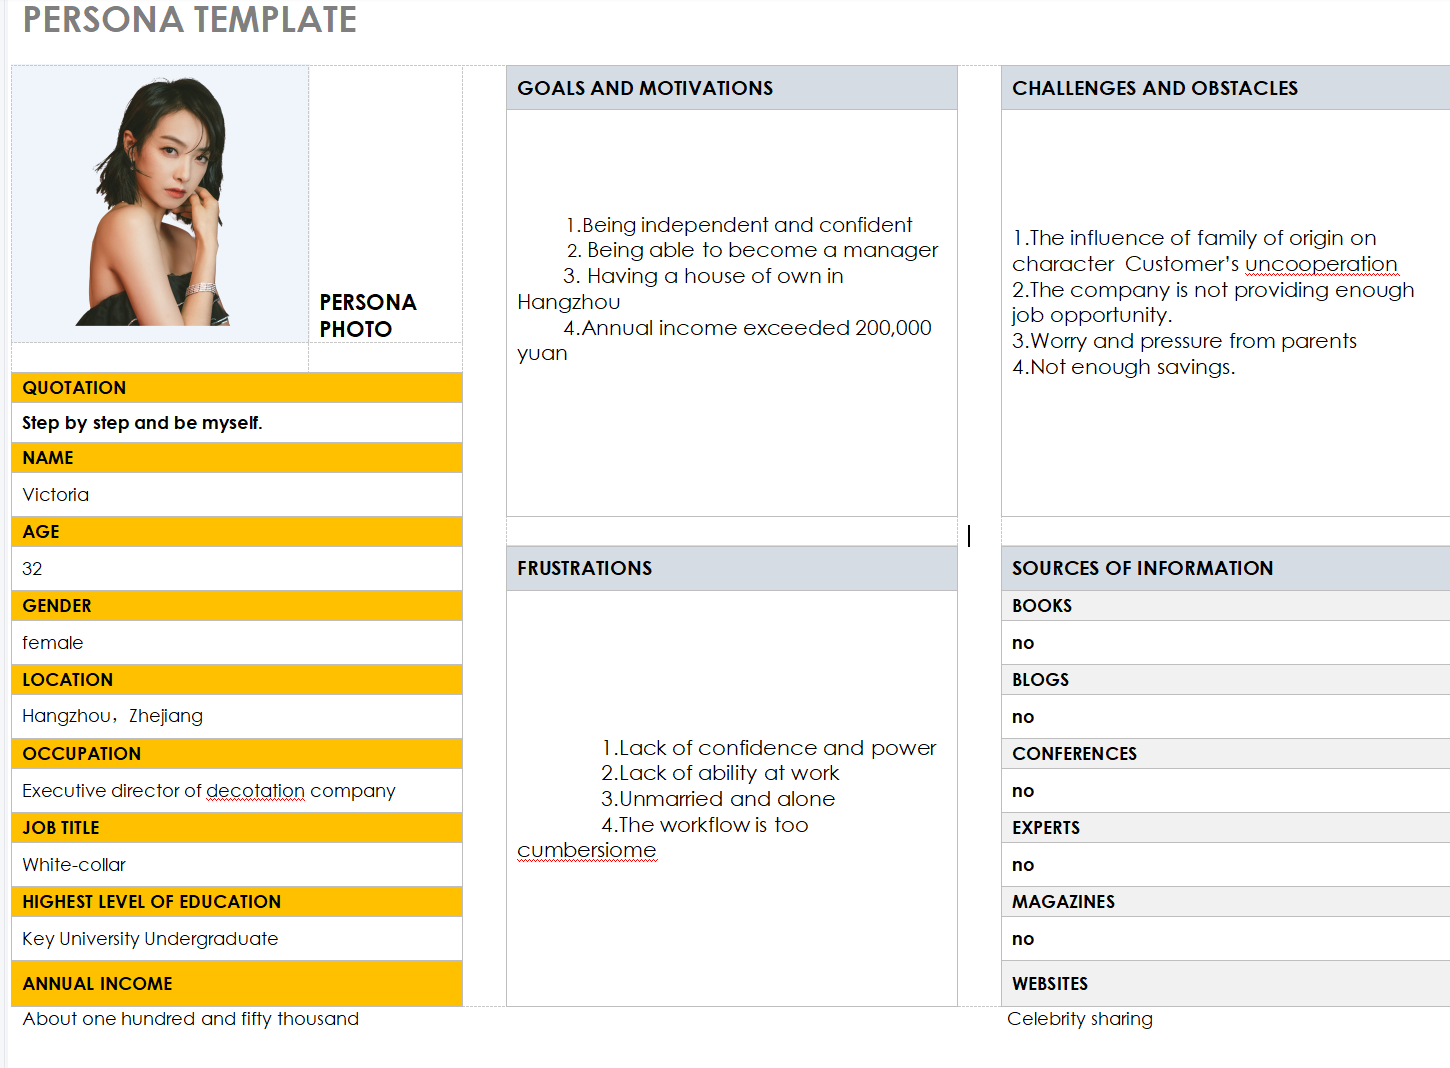 PERSONA TEMPLATE
PERSONA
PHOTO
QUOTATION
Step by step and be myself.
NAME
Victoria
AGE
32
GENDER
female
LOCATION
Hangzhou，Zhejiang
OCCUPATION
Executive director of decotation company
JOB TITLE
White-collar
HIGHEST LEVEL OF EDUCATION
Key University Undergraduate
ANNUAL INCOME
About one hundred and fifty thousand
GOALS AND MOTIVATIONS
1.Being independent and confident
2. Being able to become a manager
3. Having a house of own in
Hangzhou
4.Annual income exceeded 200,000
yuan
FRUSTRATIONS
1.Lack of confidence and power
2.Lack of ability at work
3.Unmarried and alone
4.The workflow is too
cumbersiome
CHALLENGES AND OBSTACLES
1.The influence of family of origin on
character  Customer’s uncooperation
2.The company is not providing enough
job opportunity.
3.Worry and pressure from parents
4.Not enough savings.
SOURCES OF INFORMATION
BOOKS
no
BLOGS
no
CONFERENCES
no
EXPERTS
no
MAGAZINES
no
WEBSITES
Celebrity sharing